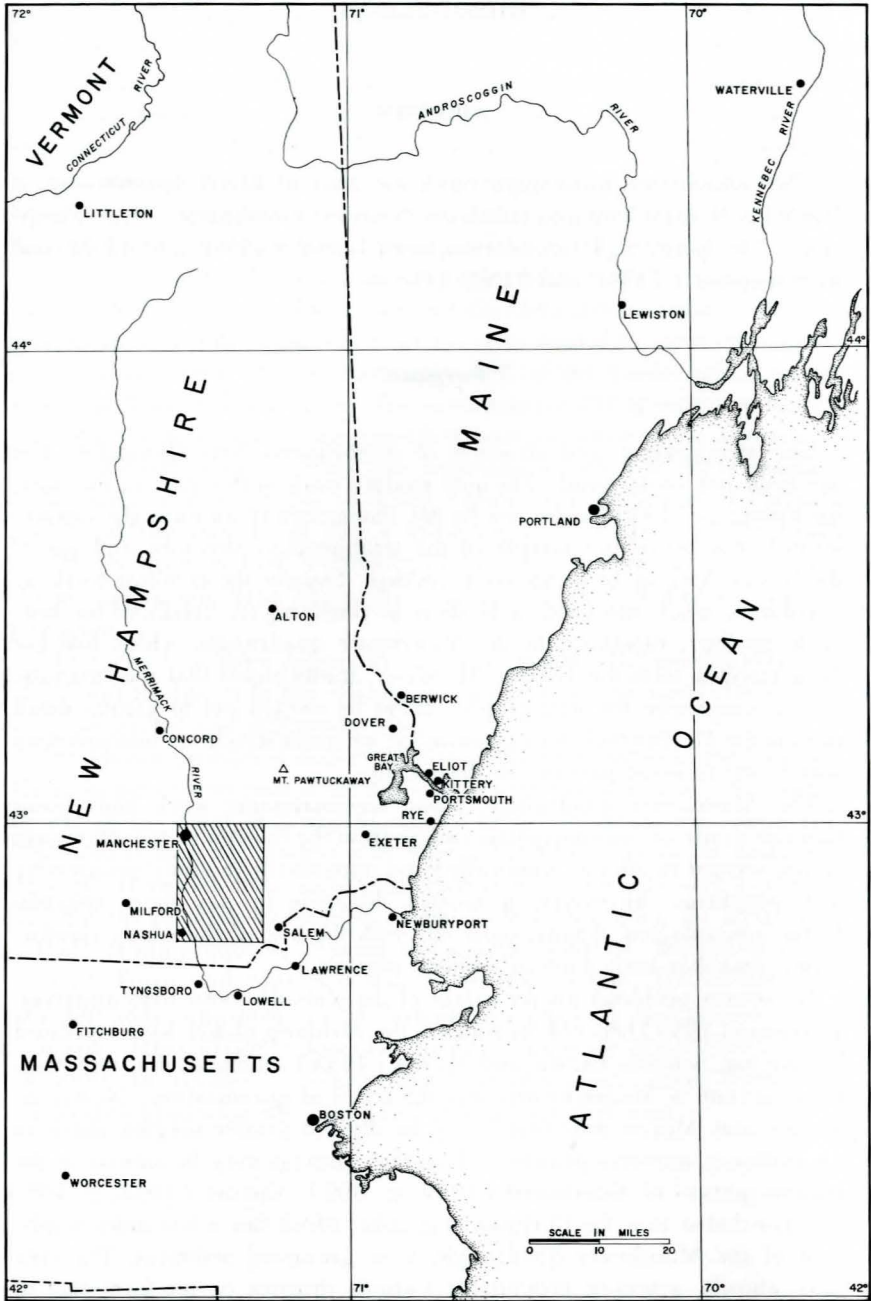 72°
71°
70°
VERMONT
CONNECTICUT RIVER
ANDROSCOGGIN RIVER
WATERVILLE
KENNEBEC RIVER
LITTLETON
LEWISTON
44°
44°
NEW HAMPSHIRE
MAINE
PORTLAND
ALTON
MERRIMACK RIVER
BERWICK
DOVER
CONCORD
GREAT BAY
ELIOT
KITTERY
MT. PAWTUCKAWAY
PORTSMOUTH
RYE
43°
43°
MANCHESTER
EXETER
ATLANTIC OCEAN
MILFORD
NASHUA
SALEM
NEWBURYPORT
LAWRENCE
TYNGSBORO
LOWELL
FITCHBURG
MASSACHUSETTS
BOSTON
WORCESTER
SCALE IN MILES
0 10 20
42°
71°
70°
42°